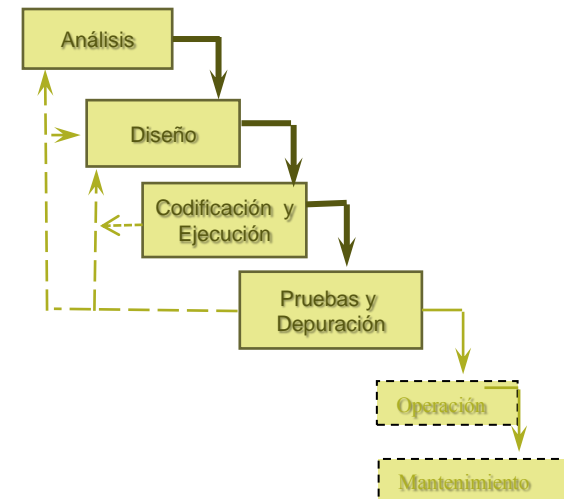 Análisis
Diseño
Codificación y
Ejecución
Pruebas y
Depuración
Operación
Mantenimiento